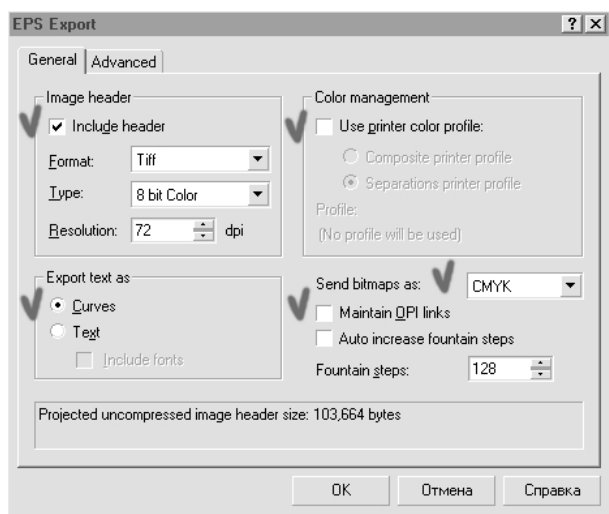 EPS Export
General
Advanced
Image header
Include header
Format: Tiff
Type: 8 bit Color
Resolution: 72 dpi
Color management
Use printer color profile:
Composite printer profile
Separations printer profile
Profile:
(No profile will be used)
Export text as
Curves
Text
Include fonts
Send bitmaps as: CMYK
Maintain OPI links
Auto increase fountain steps
Fountain steps: 128
Projected uncompressed image header size: 103,664 bytes
OK
Отмена
Справка